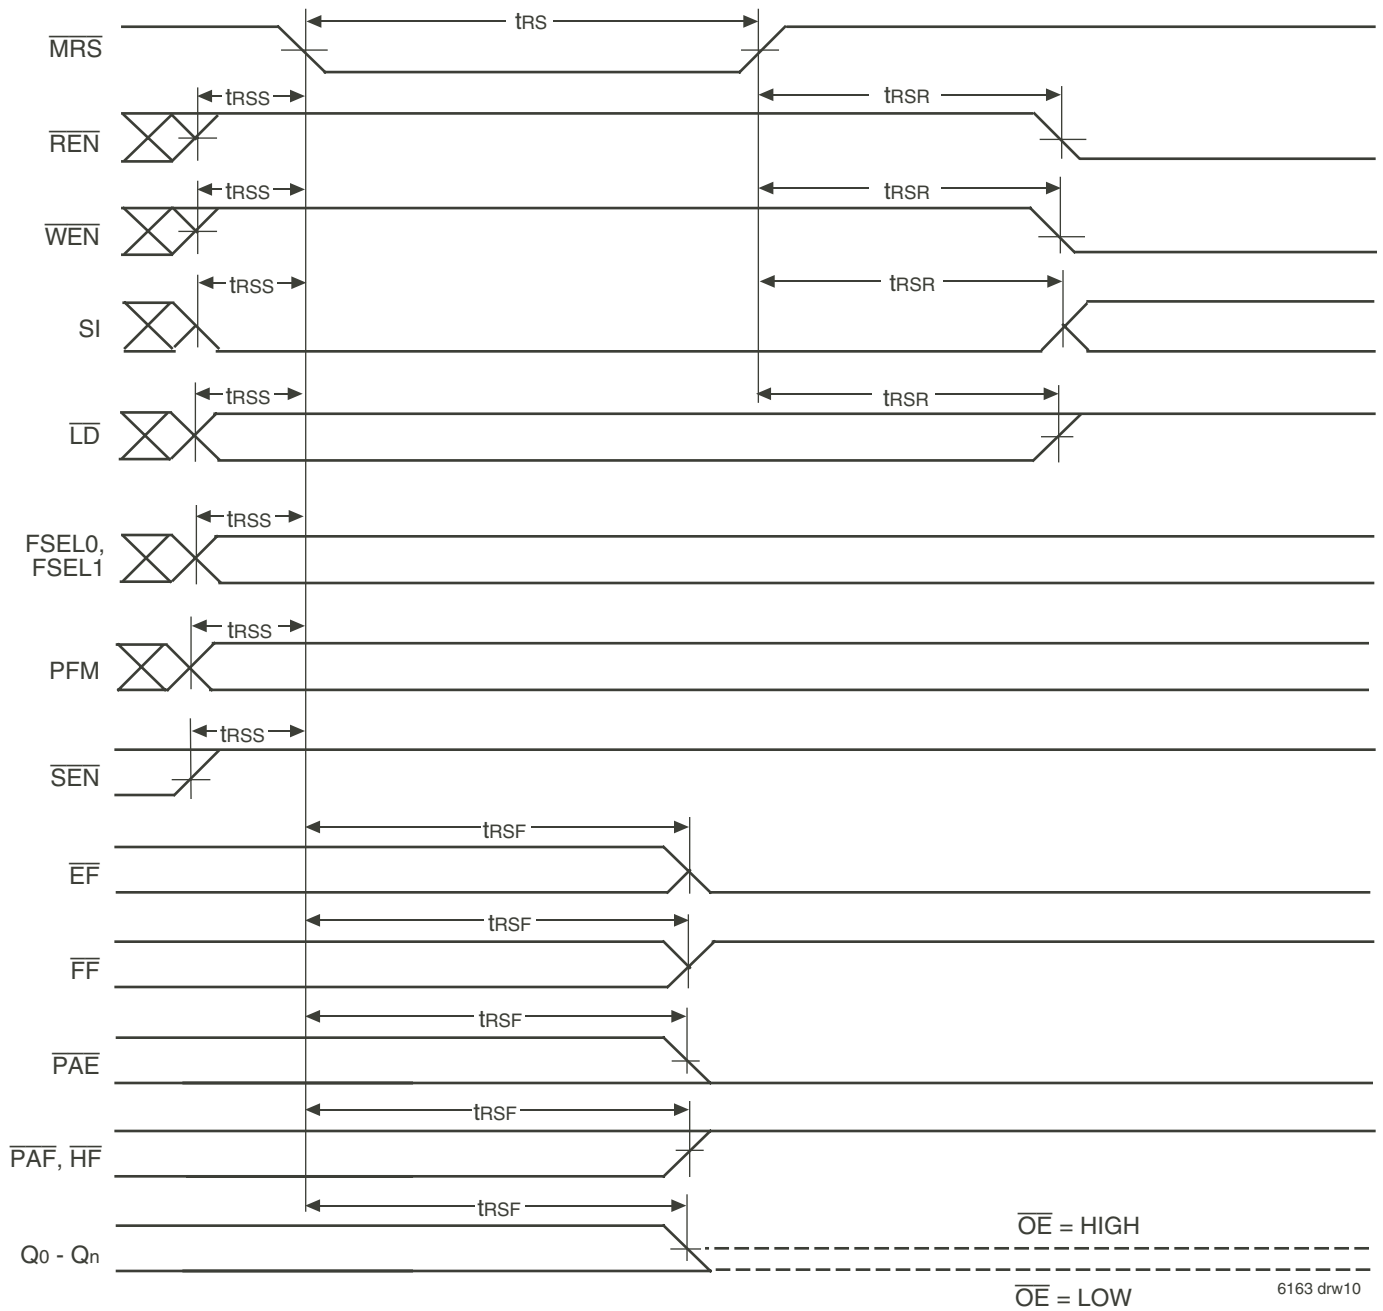 tRS
MRS
tRSS
tRSR
REN
tRSS
tRSR
WEN
tRSS
tRSR
SI
tRSS
tRSR
LD
tRSS
FSEL0,
FSEL1
tRSS
PFM
tRSS
SEN
tRSF
EF
tRSF
FF
tRSF
PAE
tRSF
PAF, HF
tRSF
OE = HIGH
Q0 - Qn
OE = LOW
6163 drw10